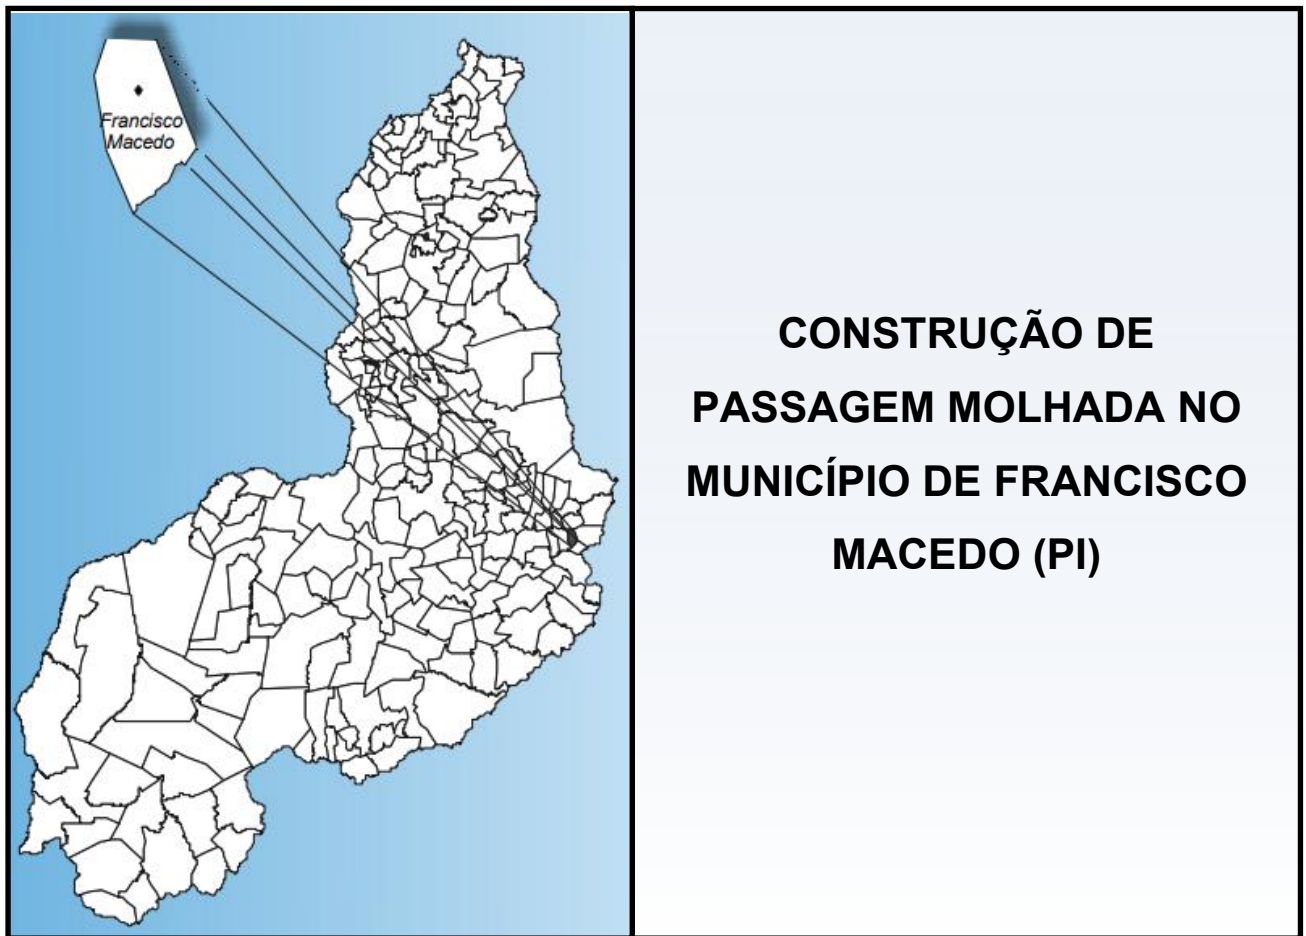 Francisco
Macedo
CONSTRUÇÃO DE
PASSAGEM MOLHADA NO
MUNICÍPIO DE FRANCISCO
MACEDO (PI)